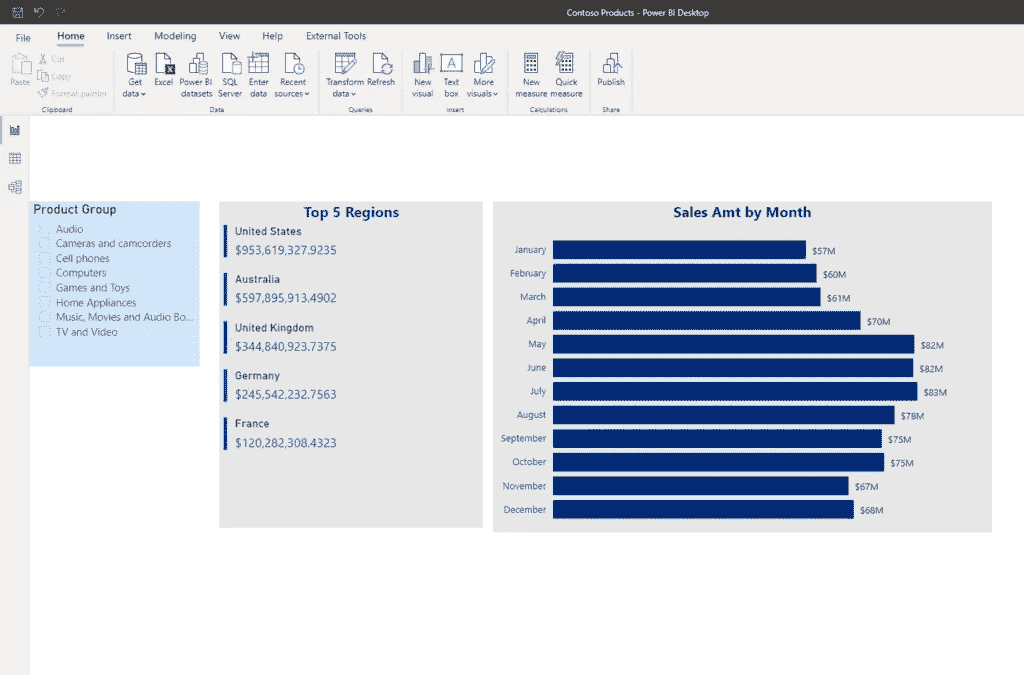 Contoso Products - Power BI Desktop
File Home Insert Modeling View Help External Tools
Paste
Cut
Copy
Format painter
Clipboard
Get data
Excel
Power BI datasets
SQL Server
Enter data
Recent sources
Data
Transform data
Refresh
Queries
New visual
A
Text box
More visuals
Insert
New measure
Quick measure
Calculations
Publish
Share
Product Group
Audio
Cameras and camcorders
Cell phones
Computers
Games and Toys
Home Appliances
Music, Movies and Audio Bo...
TV and Video
Top 5 Regions
United States
$953,619,327.9235
Australia
$597,895,913.4902
United Kingdom
$344,840,923.7375
Germany
$245,542,232.7563
France
$120,282,308.4323
Sales Amt by Month
January $57M
February $60M
March $61M
April $70M
May $82M
June $82M
July $83M
August $78M
September $75M
October $75M
November $67M
December $68M